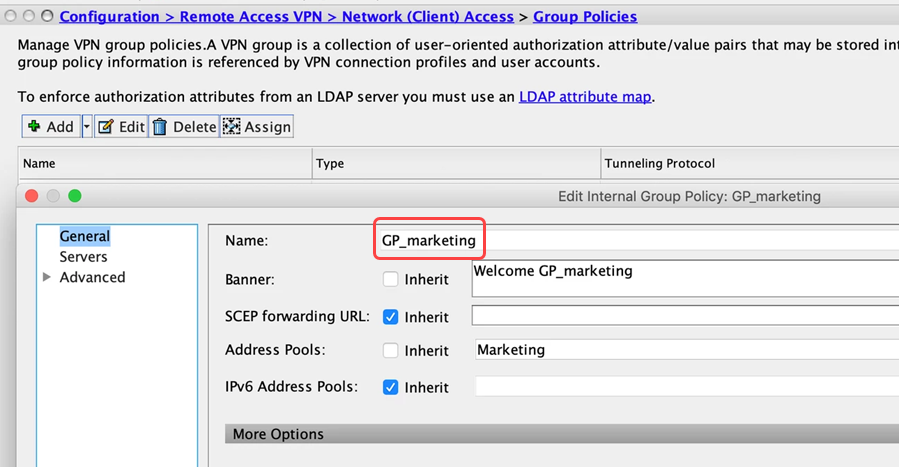 Configuration > Remote Access VPN > Network (Client) Access > Group Policies
Manage VPN group policies.A VPN group is a collection of user-oriented authorization attribute/value pairs that may be stored
group policy information is referenced by VPN connection profiles and user accounts.
To enforce authorization attributes from an LDAP server you must use an LDAP attribute map.
Add Edit Delete Assign
Name Type Tunneling Protocol
Edit Internal Group Policy: GP_marketing
General
Servers
Advanced
Name: GP_marketing
Banner: Inherit Welcome GP_marketing
SCEP forwarding URL: Inherit
Address Pools: Inherit Marketing
IPv6 Address Pools: Inherit
More Options